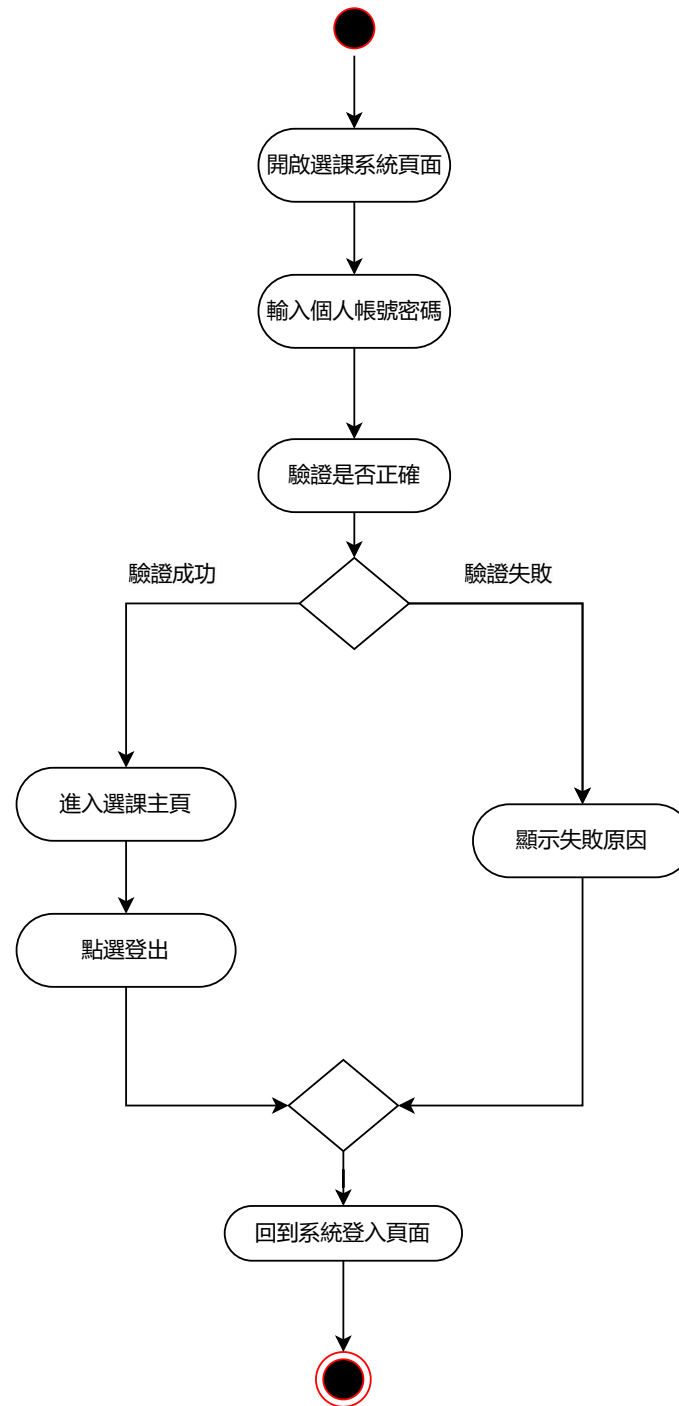 開啟選課系統頁面
輸入個人帳號密碼
驗證是否正確
驗證成功
驗證失敗
進入選課主頁
顯示失敗原因
點選登出
回到系統登入頁面